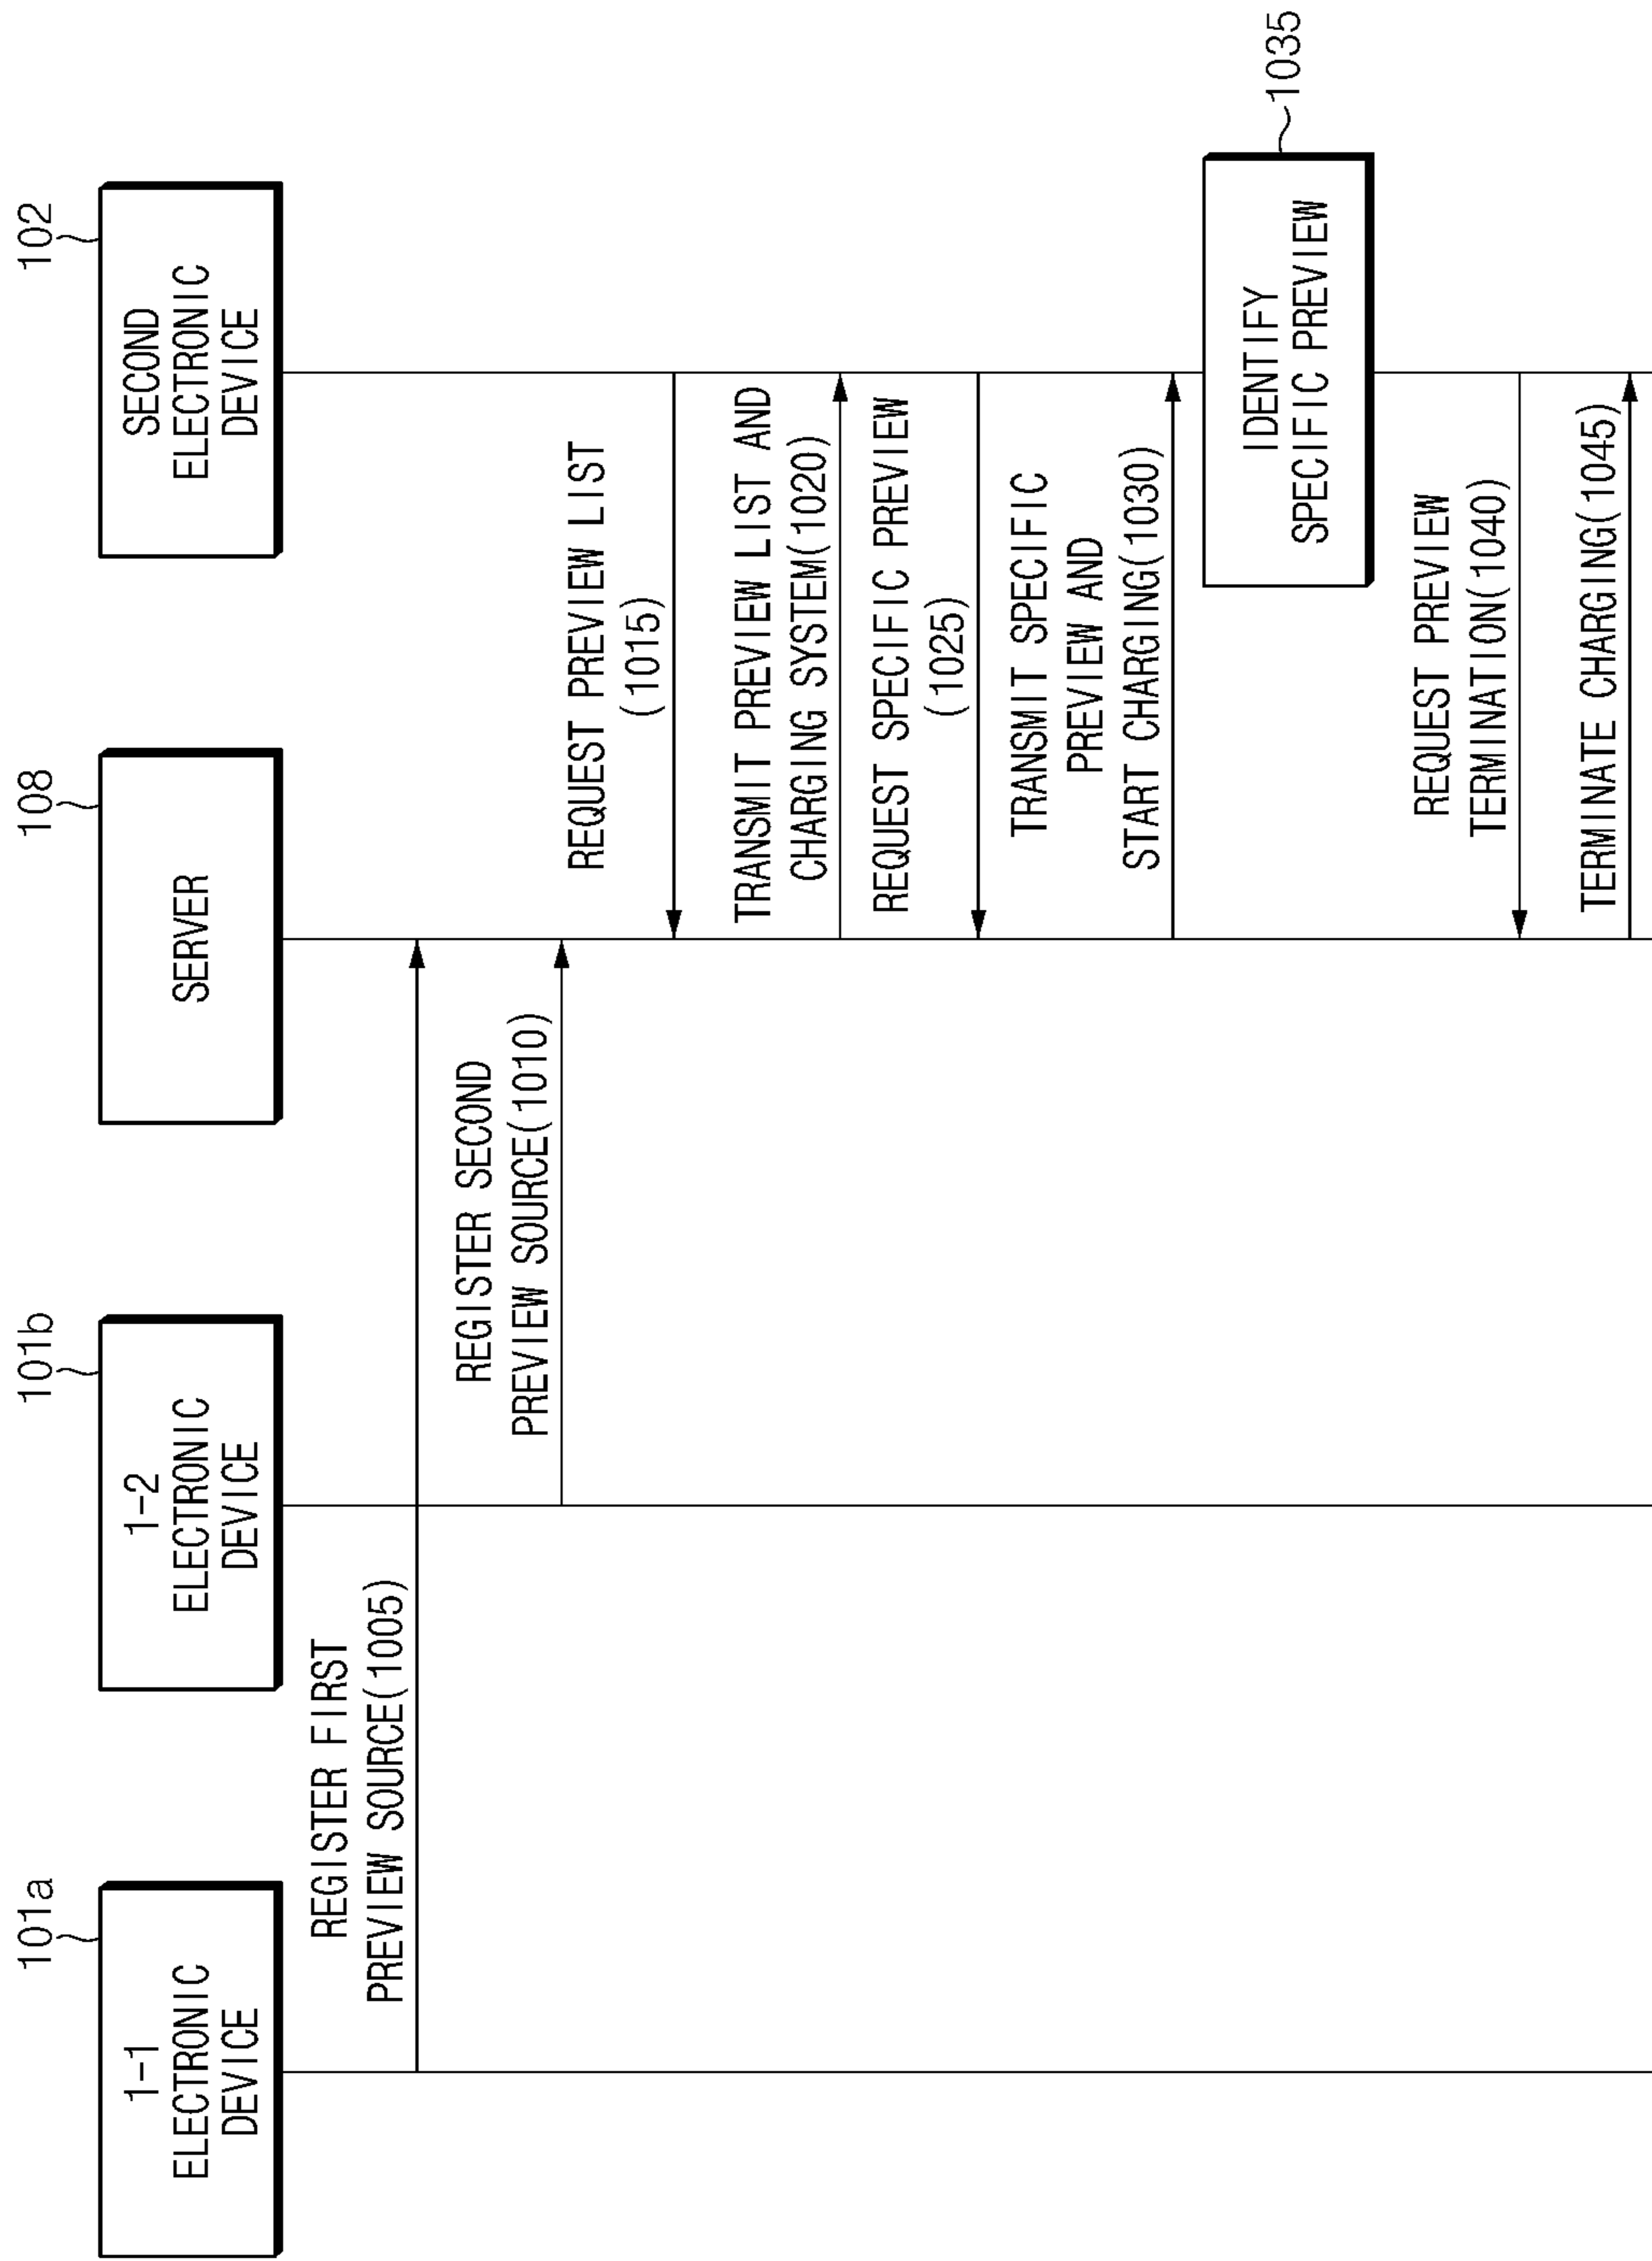 101a
1-1
ELECTRONIC
DEVICE
101b
1-2
ELECTRONIC
DEVICE
108
SERVER
102
SECOND
ELECTRONIC
DEVICE
REGISTER FIRST
PREVIEW SOURCE(1005)
REGISTER SECOND
PREVIEW SOURCE(1010)
REQUEST PREVIEW LIST
(1015)
TRANSMIT PREVIEW LIST AND
CHARGING SYSTEM(1020)
REQUEST SPECIFIC PREVIEW
(1025)
TRANSMIT SPECIFIC
PREVIEW AND
START CHARGING(1030)
IDENTIFY
SPECIFIC PREVIEW
1035
REQUEST PREVIEW
TERMINATION(1040)
TERMINATE CHARGING(1045)